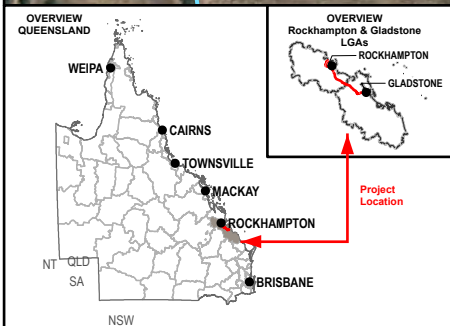 OVERVIEW
QUEENSLAND
WEIPA
CAIRNS
TOWNSVILLE
MACKAY
ROCKHAMPTON
BRISBANE
NT
QLD
SA
NSW
OVERVIEW
Rockhampton & Gladstone
LGAs
ROCKHAMPTON
GLADSTONE
Project
Location